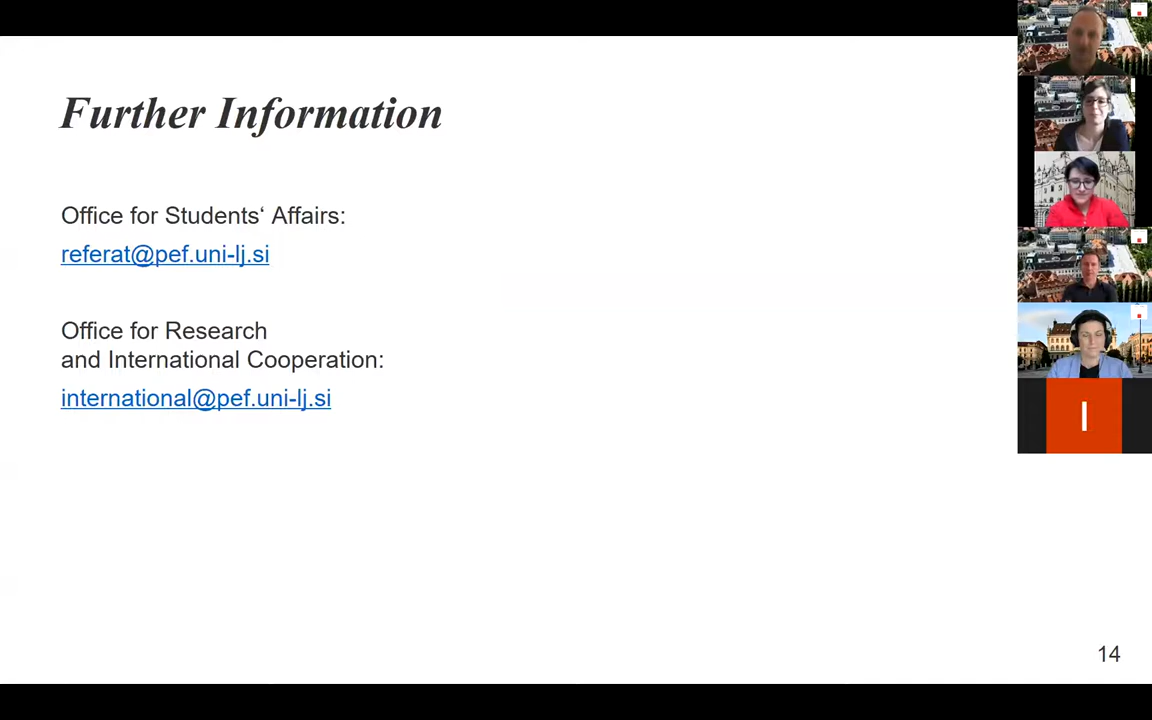 Further Information
Office for Students‘ Affairs:
referat@pef.uni-lj.si
Office for Research
and International Cooperation:
international@pef.uni-lj.si
I
14